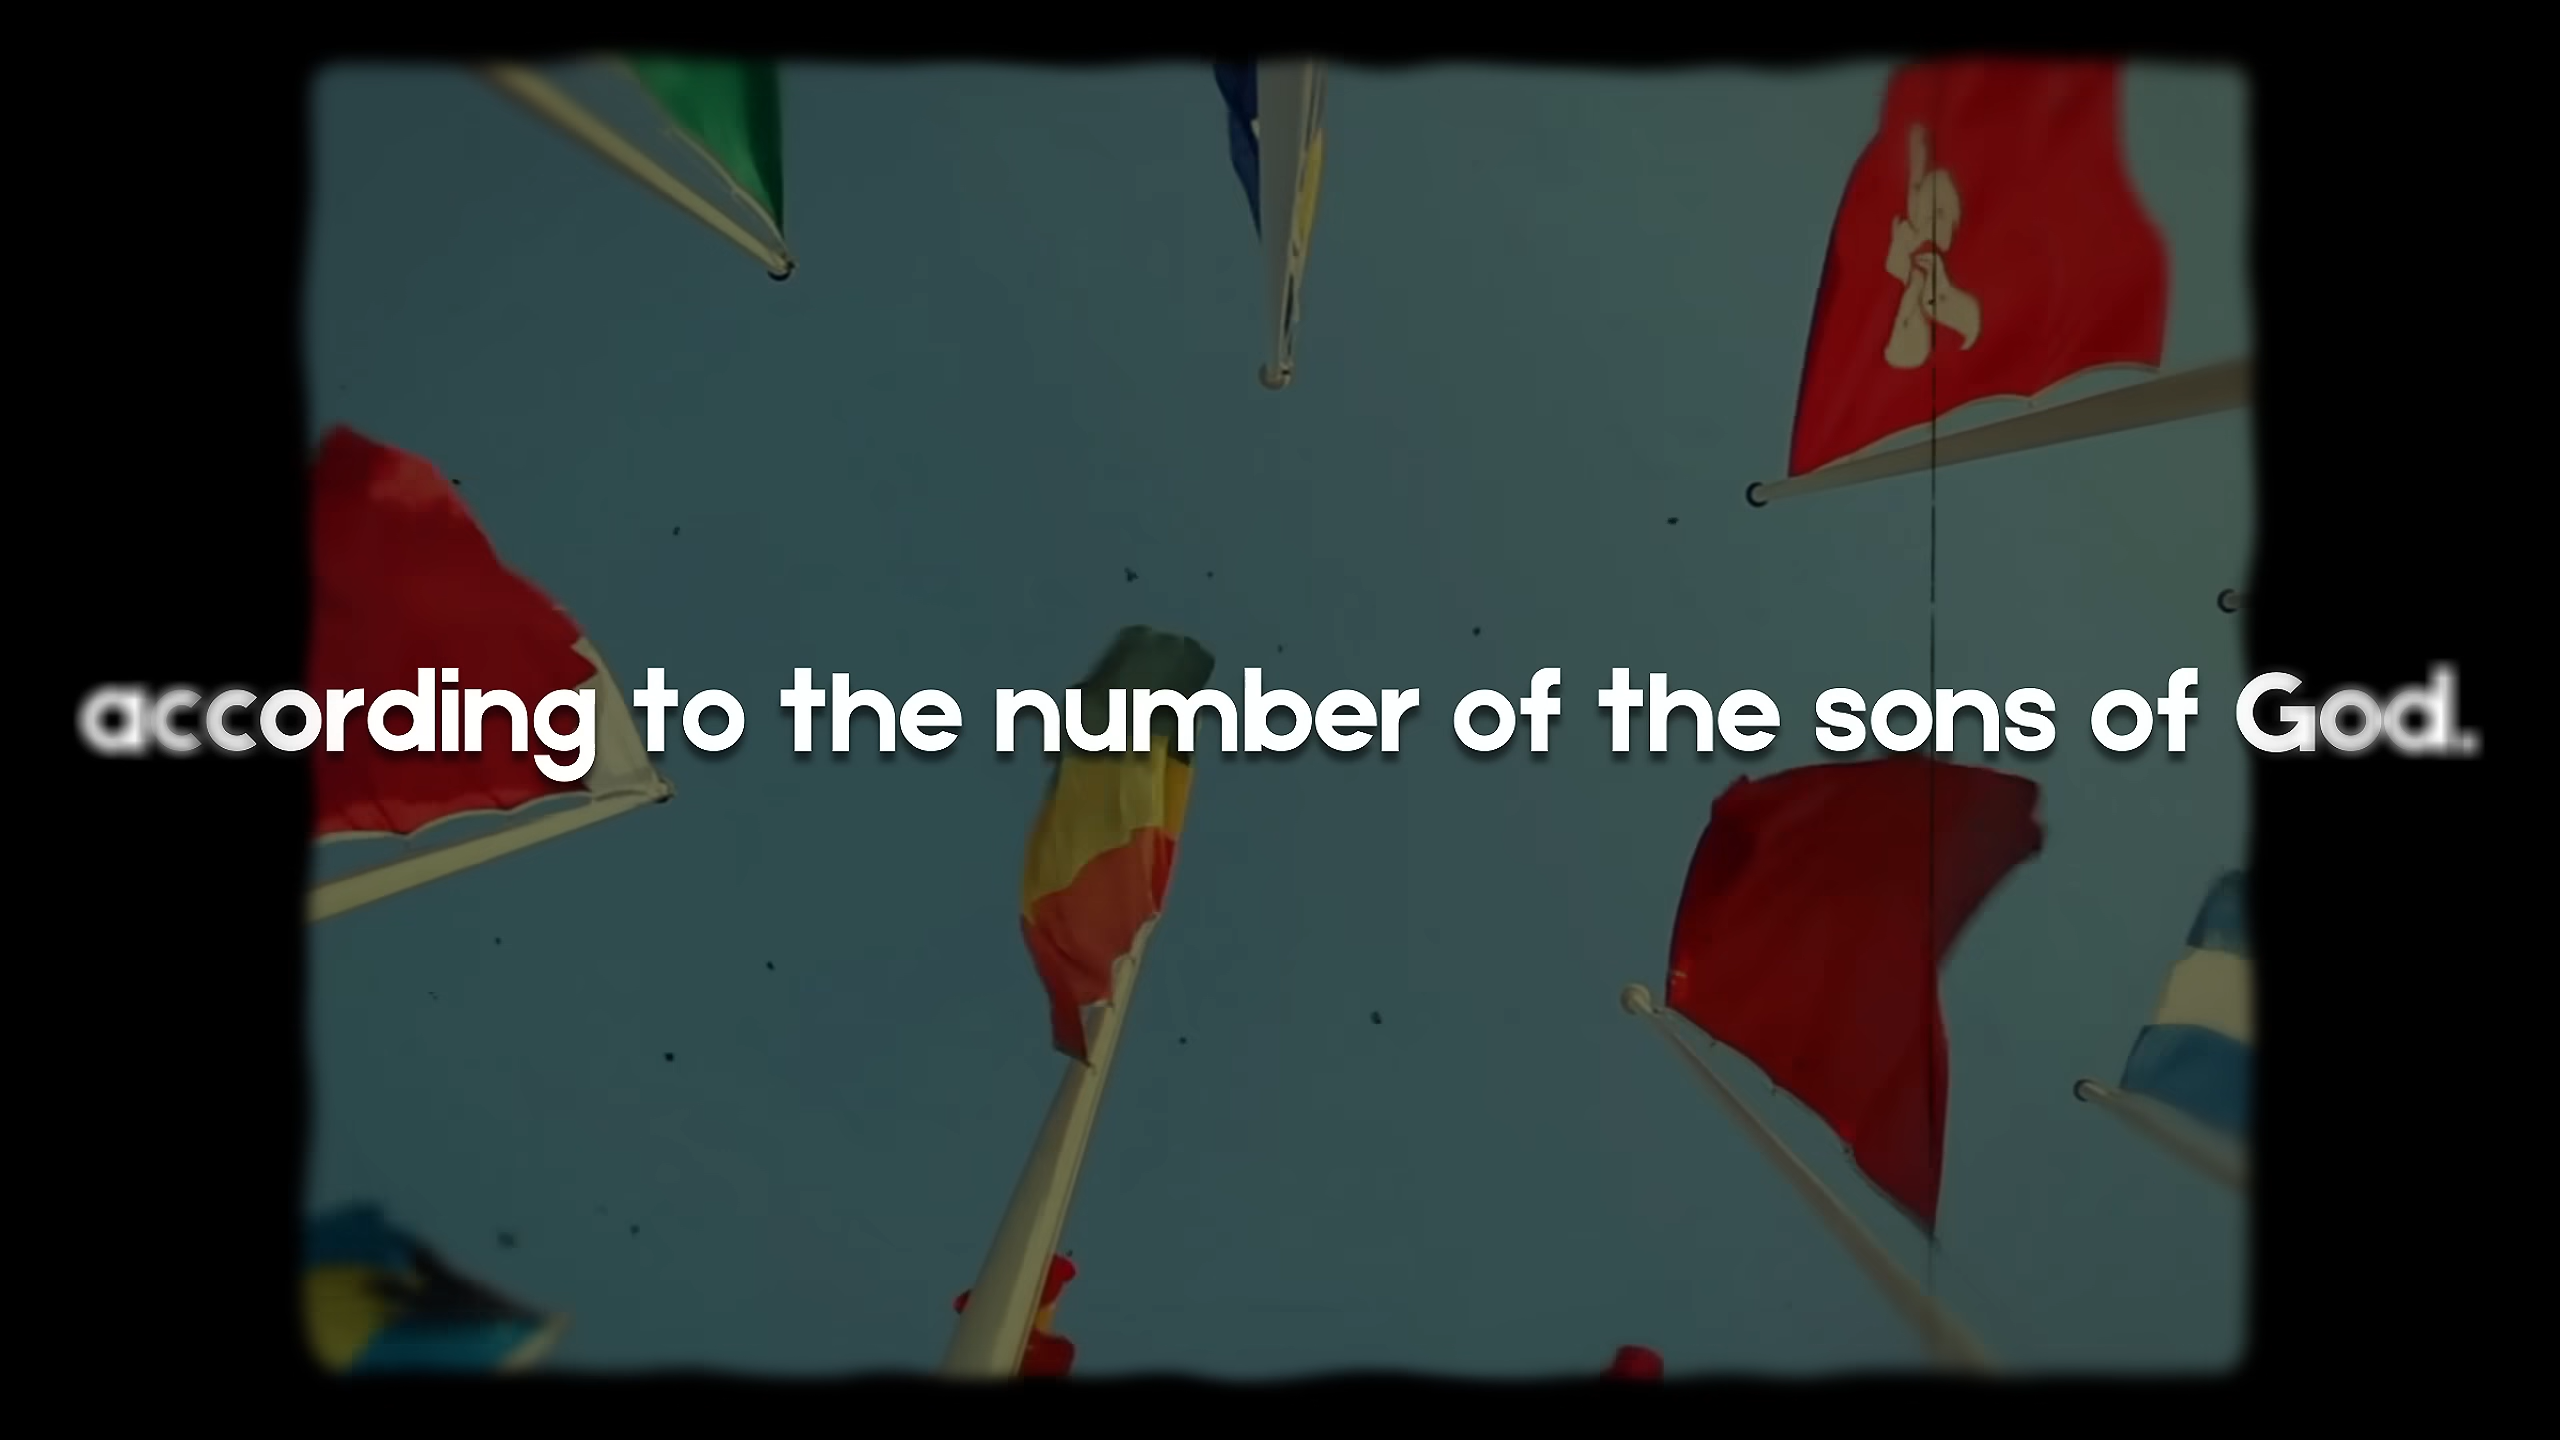 according to the number of the sons of God.